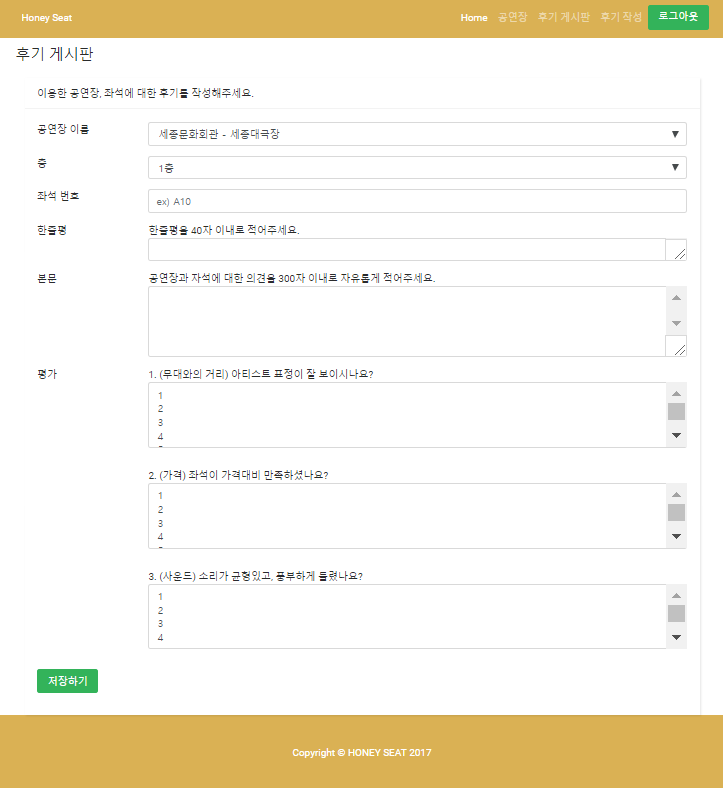 Honey Seat Home 공연장 후기 게시판 후기 작성 로그아웃
후기 게시판
이용한 공연장, 좌석에 대한 후기를 작성해주세요.
공연장 이름 세종문화회관 - 세종대극장
층 1층
좌석 번호 ex) A10
한줄평 한줄평을 40자 이내로 적어주세요.
본문 공연장과 자석에 대한 의견을 300자 이내로 자유롭게 적어주세요.
평가 1. (무대와의 거리) 아티스트 표정이 잘 보이시나요?
1
2
3
4
2. (가격) 좌석이 가격대비 만족하셨나요?
1
2
3
4
3. (사운드) 소리가 균형있고, 풍부하게 들렸나요?
1
2
3
4
저장하기
Copyright © HONEY SEAT 2017